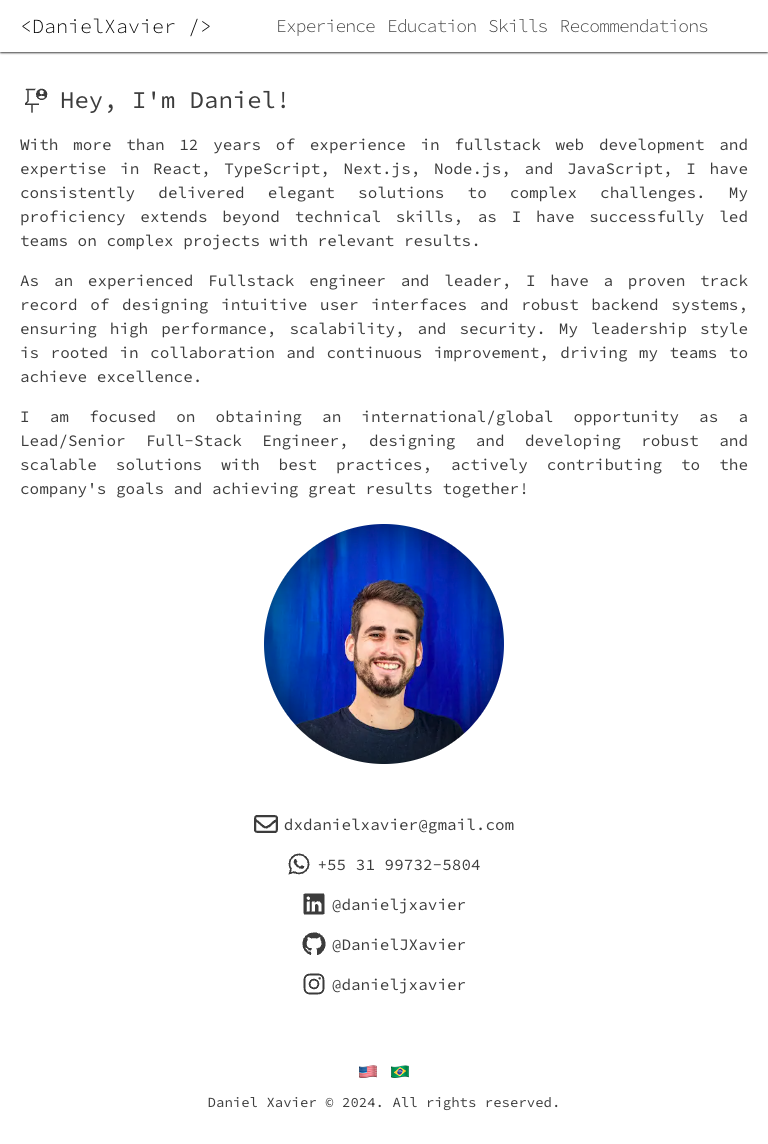 <DanielXavier />
Experience Education Skills Recommendations
Hey, I'm Daniel!
With more than 12 years of experience in fullstack web development and
expertise in React, TypeScript, Next.js, Node.js, and JavaScript, I have
consistently delivered elegant solutions to complex challenges. My
proficiency extends beyond technical skills, as I have successfully led
teams on complex projects with relevant results.
As an experienced Fullstack engineer and leader, I have a proven track
record of designing intuitive user interfaces and robust backend systems,
ensuring high performance, scalability, and security. My leadership style
is rooted in collaboration and continuous improvement, driving my teams to
achieve excellence.
I am focused on obtaining an international/global opportunity as a
Lead/Senior Full-Stack Engineer, designing and developing robust and
scalable solutions with best practices, actively contributing to the
company's goals and achieving great results together!
dxdanielxavier@gmail.com
+55 31 99732-5804
@danieljxavier
@DanielJXavier
@danieljxavier
Daniel Xavier © 2024. All rights reserved.